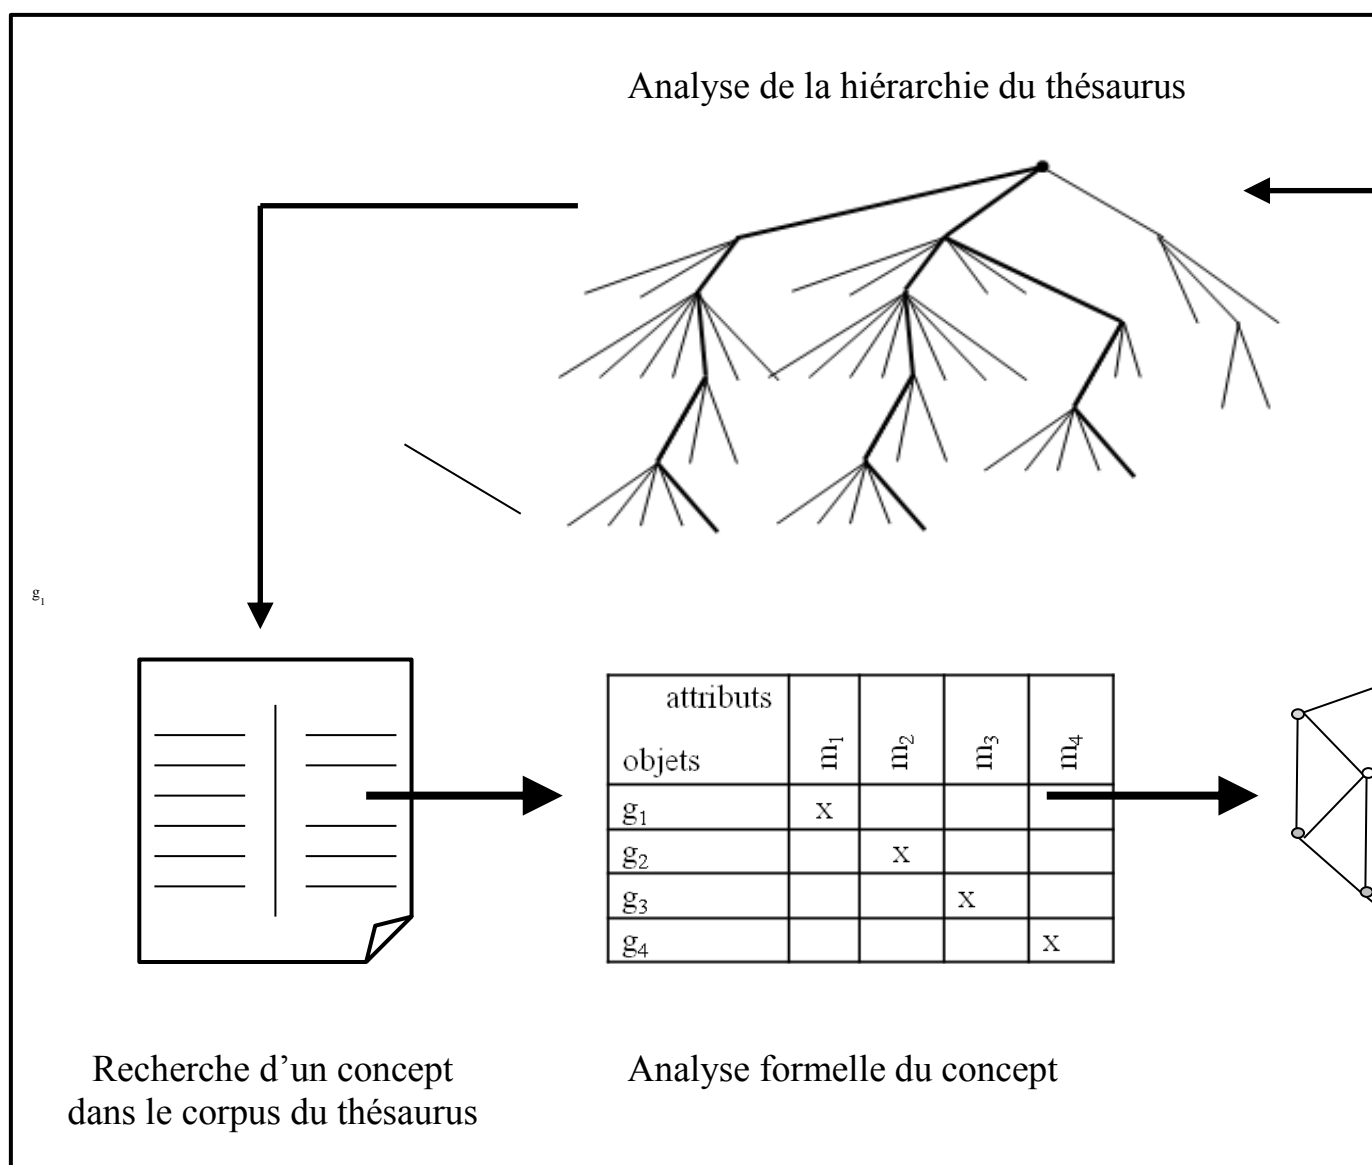 Analyse de la hiérarchie du thésaurus
g1
attributs
objets
m1 m2 m3 m4
g1 x
g2 x
g3 x
g4 x
Recherche d’un concept
dans le corpus du thésaurus
Analyse formelle du concept